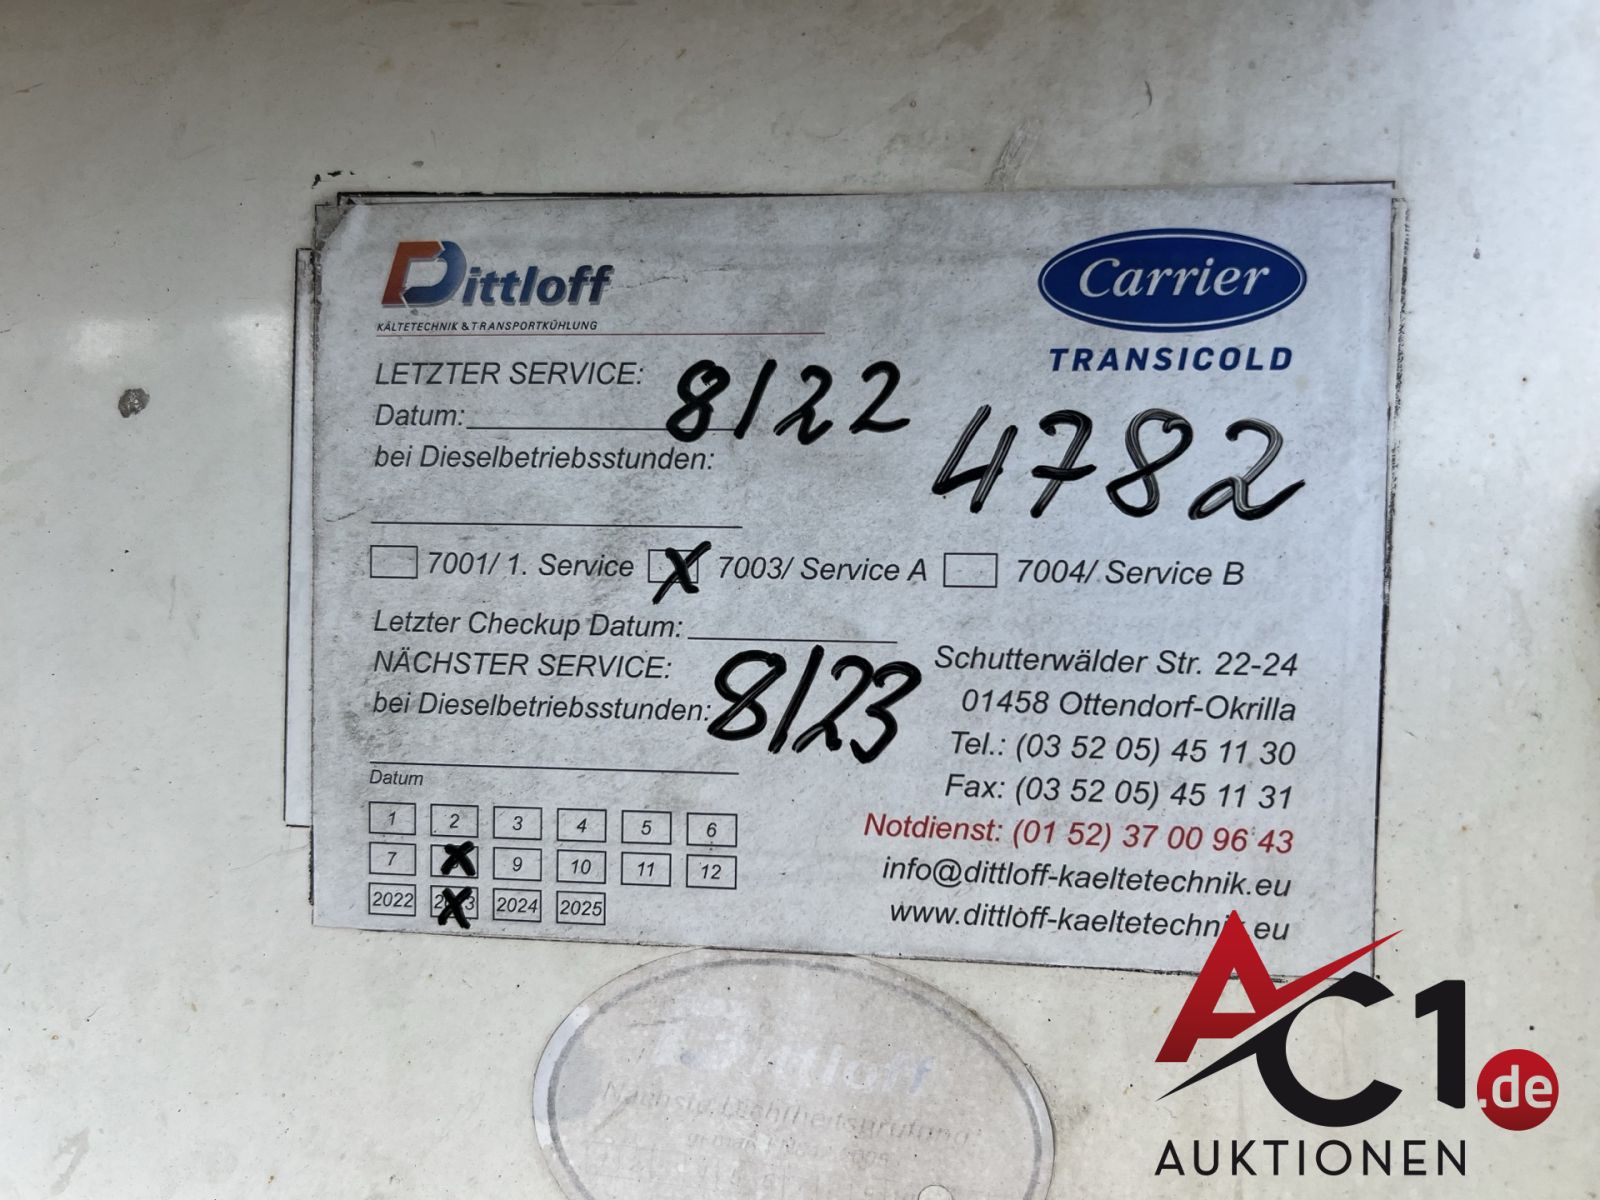 Dittloff
KÄLTETECHNIK & TRANSPORTKÜHLUNG
Carrier
TRANSICOLD
LETZTER SERVICE:
Datum: 8/22
bei Dieselbetriebsstunden: 4782
7001/ 1. Service X 7003/ Service A 7004/ Service B
Letzter Checkup Datum:
NÄCHSTER SERVICE:
bei Dieselbetriebsstunden: 8/23
Datum
1 2 3 4 5 6
7 X 9 10 11 12
2022 X 2024 2025
Schutterwälder Str. 22-24
01458 Ottendorf-Okrilla
Tel.: (03 52 05) 45 11 30
Fax: (03 52 05) 45 11 31
Notdienst: (01 52) 37 00 96 43
info@dittloff-kaeltetechnik.eu
www.dittloff-kaeltetechnik.eu
Dittloff
AC1.de
AUKTIONEN